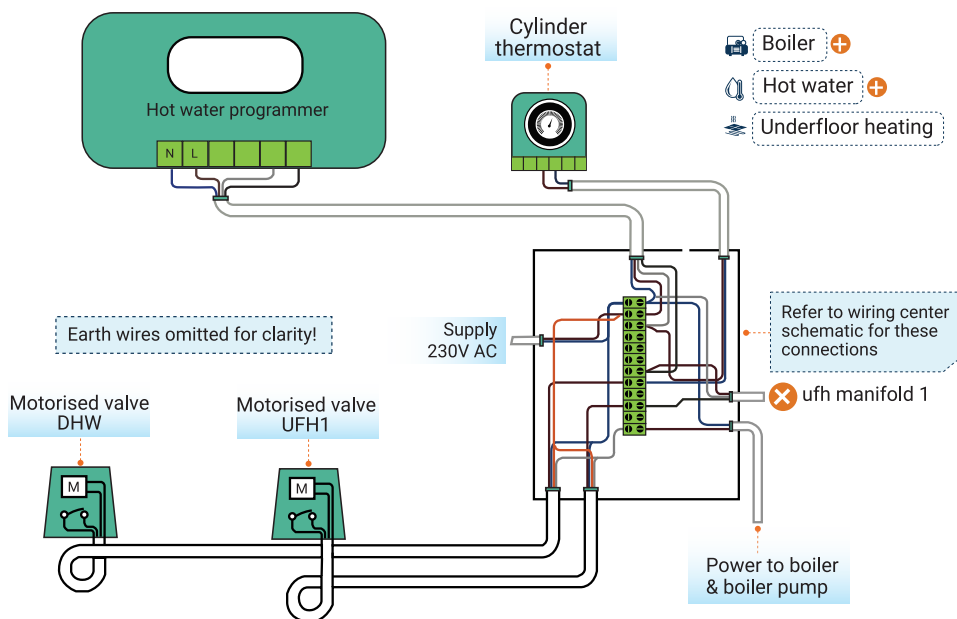 Hot water programmer
N L
Cylinder
thermostat
Boiler
Hot water
Underfloor heating
Earth wires omitted for clarity!
Supply
230V AC
Refer to wiring center
schematic for these
connections
ufh manifold 1
Motorised valve
DHW
Motorised valve
UFH1
M
M
Power to boiler
& boiler pump